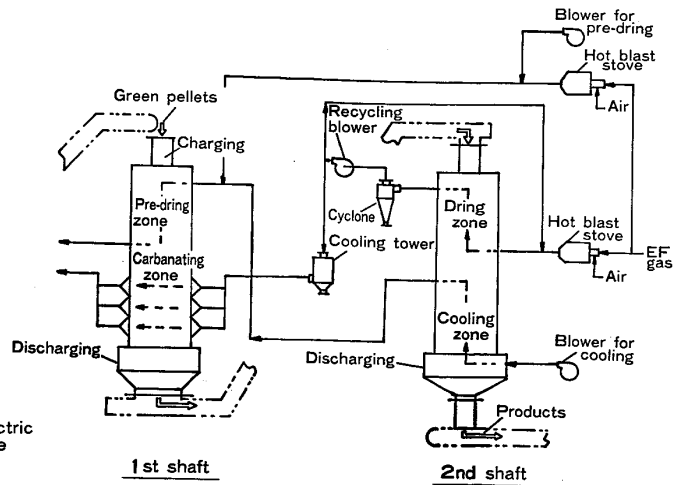 Blower for
pre-dring
Hot blast
stove
Air
Green pellets
Charging
Recycling
blower
Pre-dring
zone
Cyclone
Dring
zone
Hot blast
stove
EF
gas
Air
Carbanating
zone
Cooling tower
Cooling
zone
Discharging
Discharging
Blower for
cooling
Products
ctric
e
1st shaft
2nd shaft